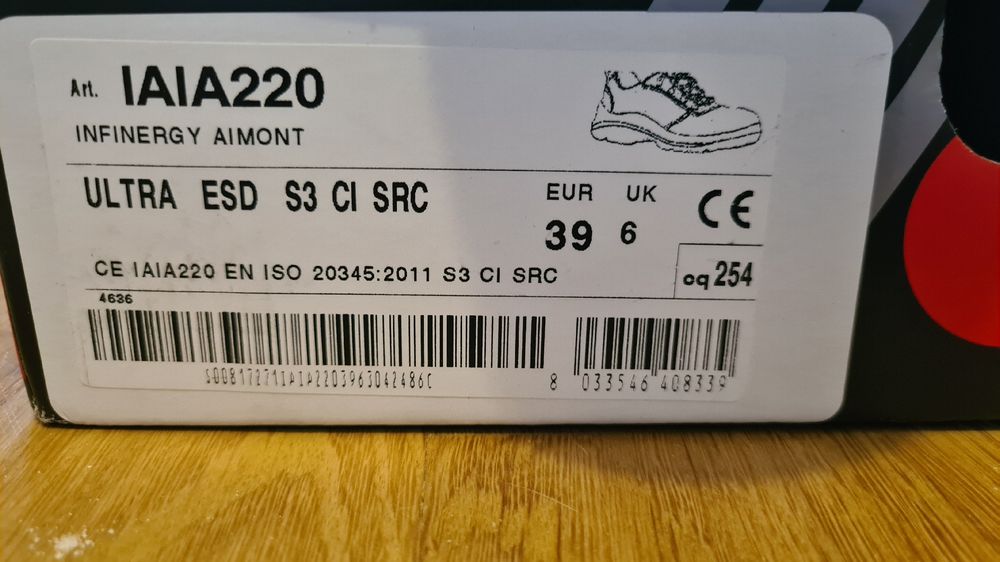 Art. IAIA220
INFINERGY AIMONT
ULTRA ESD S3 CI SRC
EUR UK
39 6
CE
CE IAIA220 EN ISO 20345:2011 S3 CI SRC
oq 254
4636
8 033546 408339